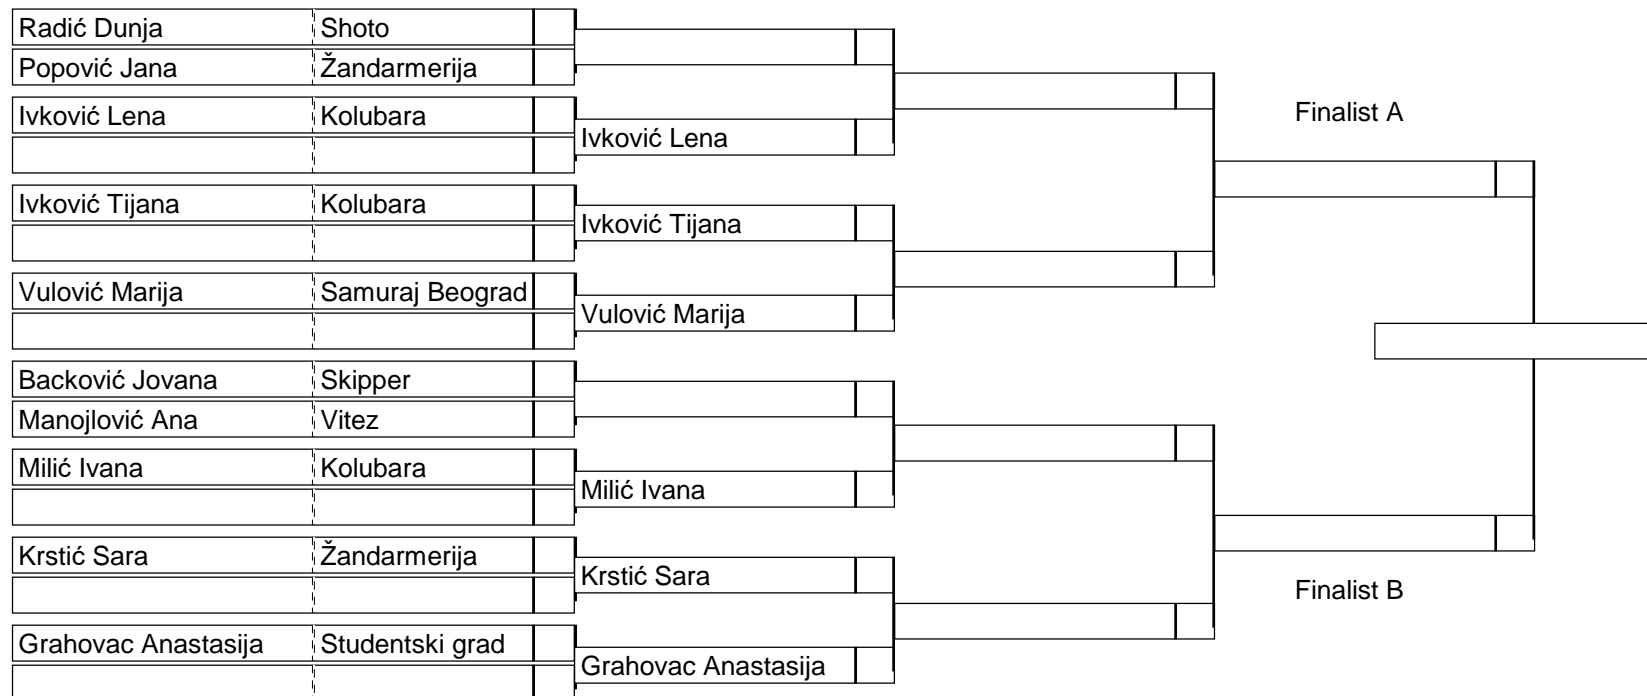 Radić Dunja Shoto
Popović Jana Žandarmerija
Ivković Lena Kolubara
Ivković Lena
Finalist A
Ivković Tijana Kolubara
Ivković Tijana
Vulović Marija Samuraj Beograd
Vulović Marija
Backović Jovana Skipper
Manojlović Ana Vitez
Milić Ivana Kolubara
Milić Ivana
Krstić Sara Žandarmerija
Krstić Sara
Finalist B
Grahovac Anastasija Studentski grad
Grahovac Anastasija